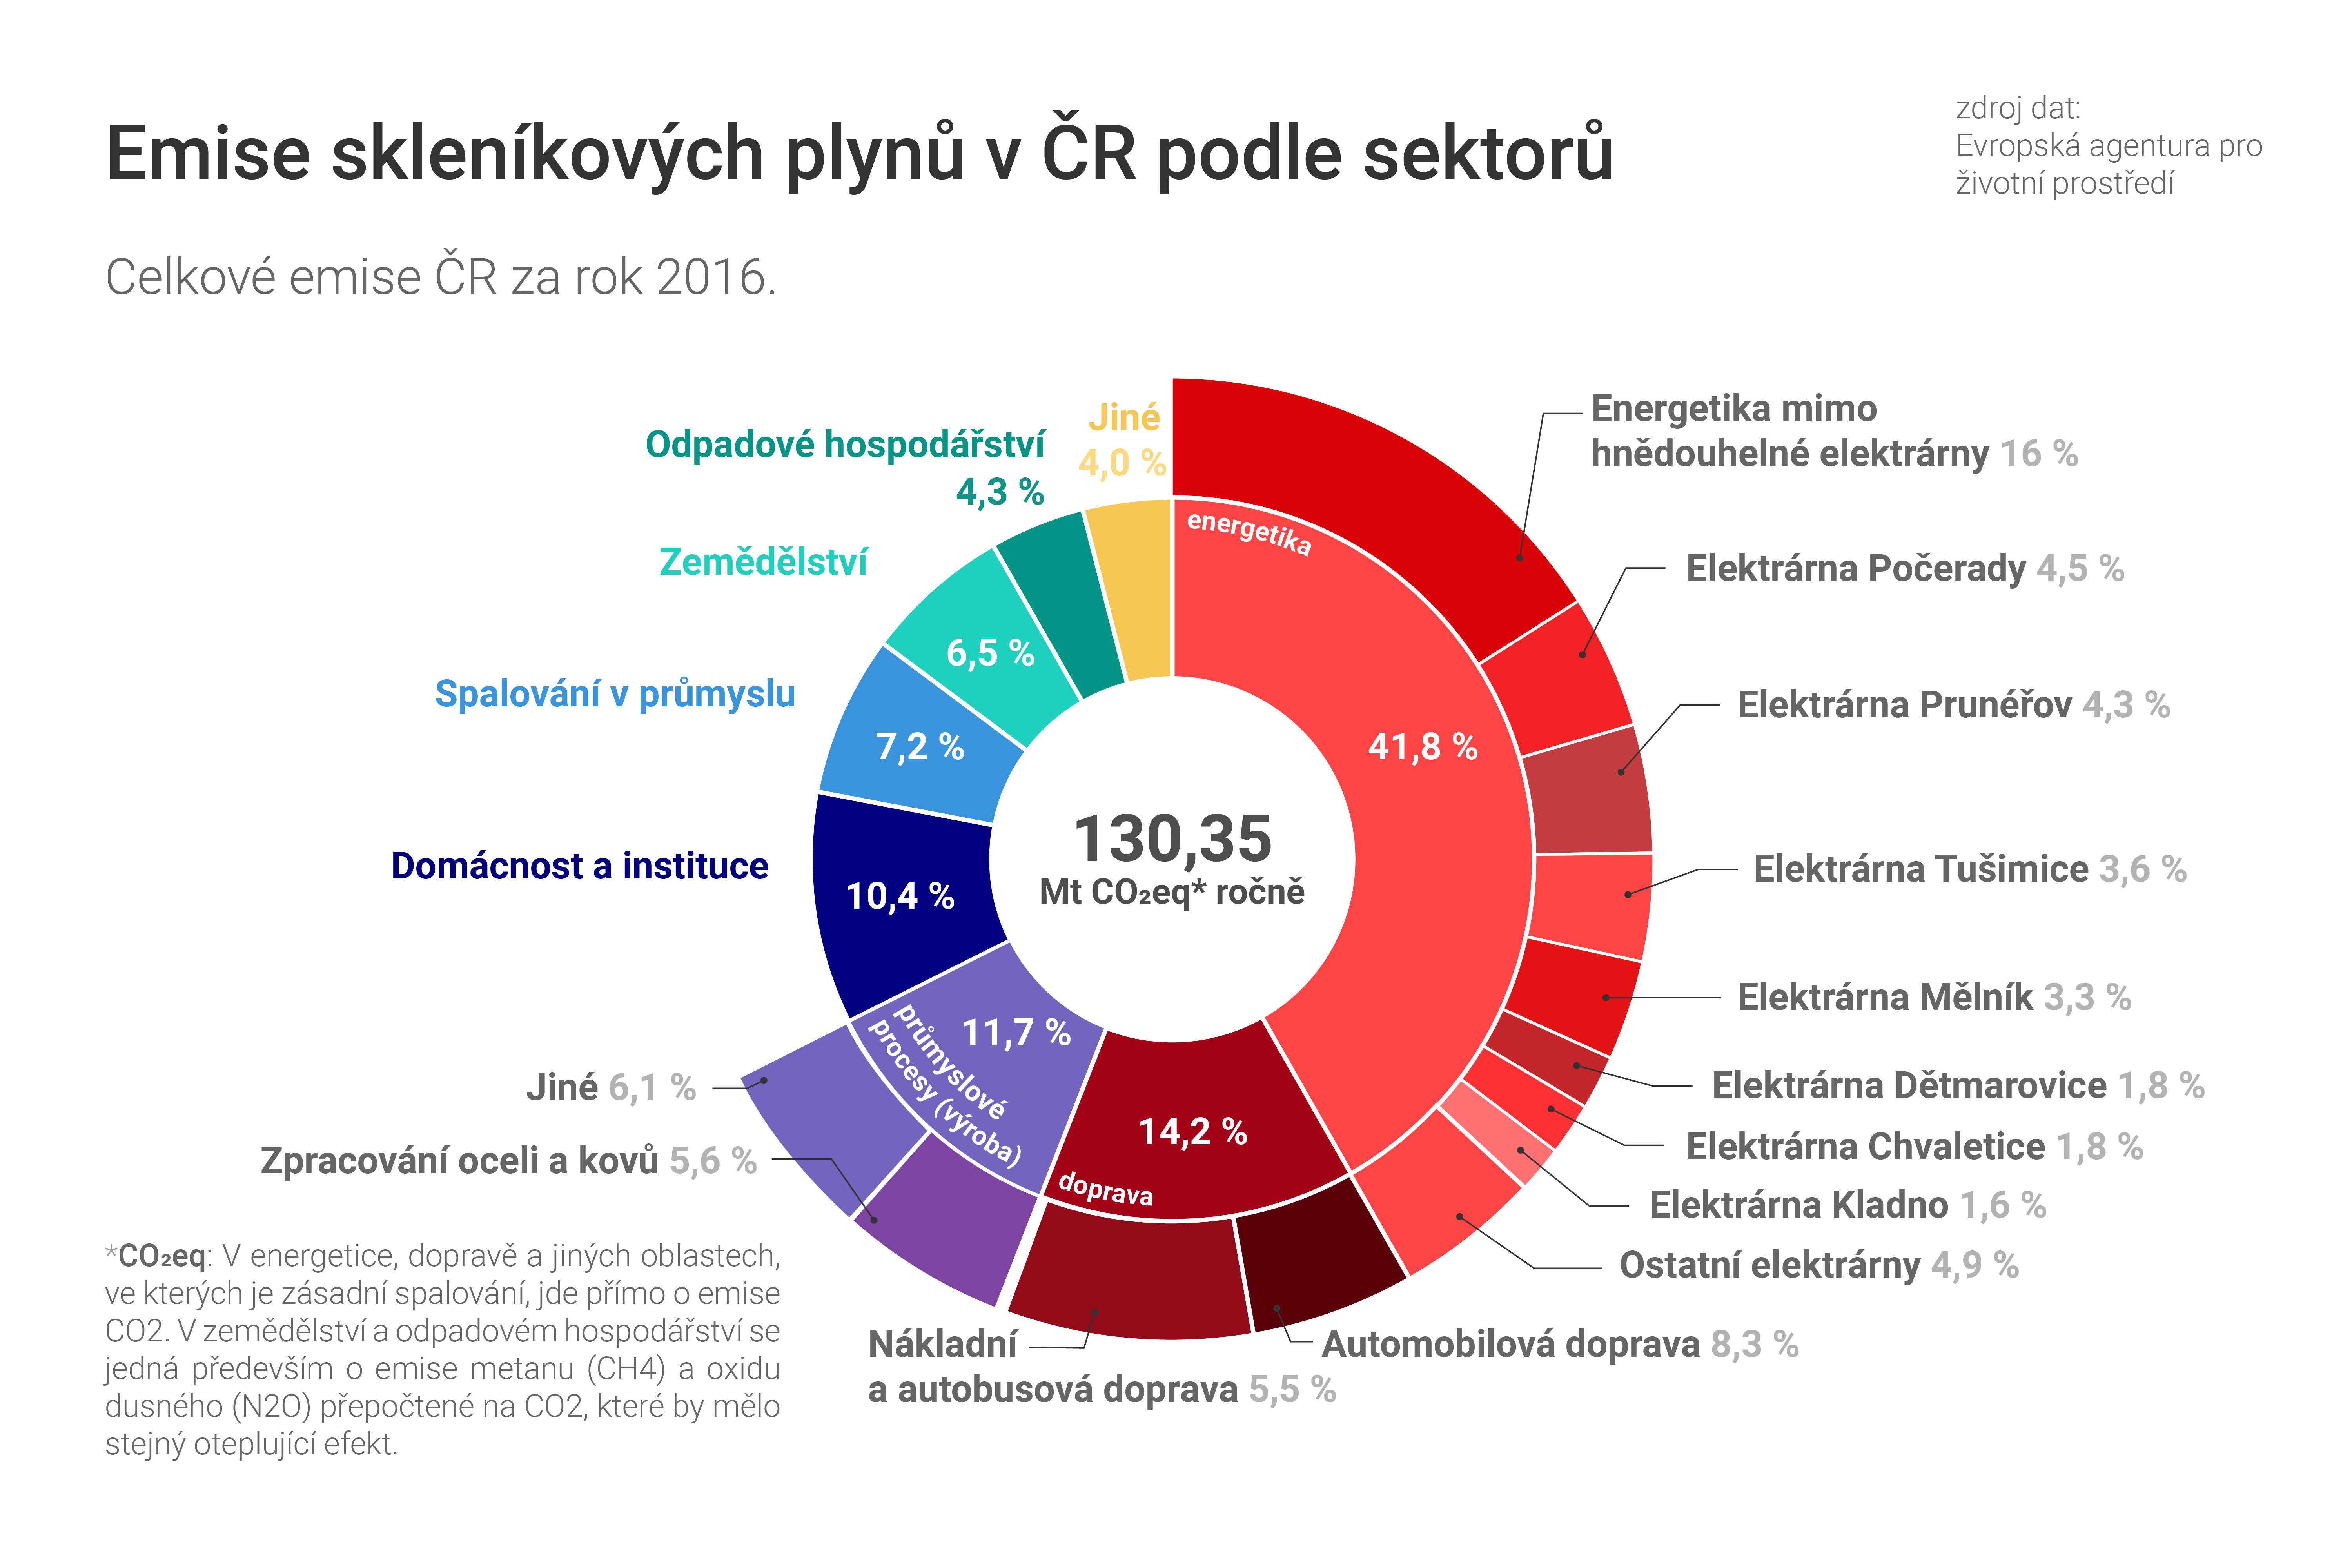 Emise skleníkových plynů v ČR podle sektorů
zdroj dat:
Evropská agentura pro
životní prostředí
Celkové emise ČR za rok 2016.
Jiné
4,0 %
Odpadové hospodářství
4,3 %
Zemědělství
6,5 %
Spalování v průmyslu
7,2 %
Domácnost a instituce
10,4 %
energetika
41,8 %
130,35
Mt CO₂eq* ročně
průmyslové
procesy (výroba)
11,7 %
14,2 %
doprava
Energetika mimo
hnědouhelné elektrárny 16 %
Elektrárna Počerady 4,5 %
Elektrárna Prunéřov 4,3 %
Elektrárna Tušimice 3,6 %
Elektrárna Mělník 3,3 %
Elektrárna Dětmarovice 1,8 %
Elektrárna Chvaletice 1,8 %
Elektrárna Kladno 1,6 %
Ostatní elektrárny 4,9 %
Automobilová doprava 8,3 %
Nákladní
a autobusová doprava 5,5 %
Jiné 6,1 %
Zpracování oceli a kovů 5,6 %
*CO₂eq: V energetice, dopravě a jiných oblastech,
ve kterých je zásadní spalování, jde přímo o emise
CO2. V zemědělství a odpadovém hospodářství se
jedná především o emise metanu (CH4) a oxidu
dusného (N2O) přepočtené na CO2, které by mělo
stejný oteplující efekt.